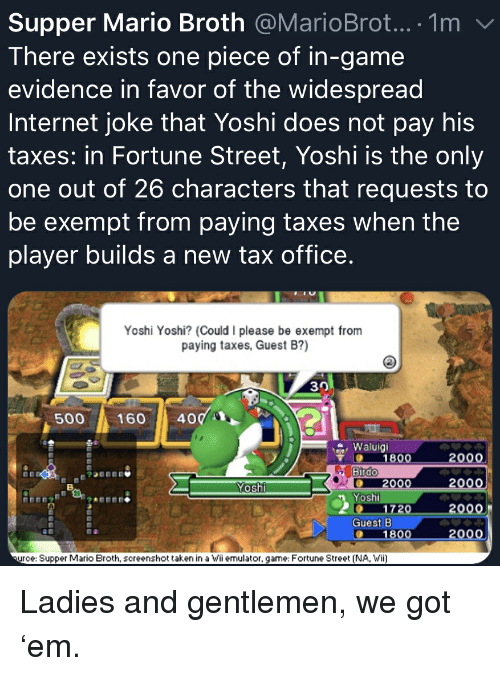 Supper Mario Broth @MarioBrot... · 1m
There exists one piece of in-game
evidence in favor of the widespread
Internet joke that Yoshi does not pay his
taxes: in Fortune Street, Yoshi is the only
one out of 26 characters that requests to
be exempt from paying taxes when the
player builds a new tax office.
Yoshi Yoshi? (Could I please be exempt from
paying taxes, Guest B?)
2
30
500 160 40
Waluigi
1800 2000
Birdo
2000 2000
Yoshi
Yoshi
1720 2000
Guest B
1800 2000
B
ource: Supper Mario Broth, screenshot taken in a Wii emulator, game: Fortune Street (NA, Wii)
Ladies and gentlemen, we got
‘em.